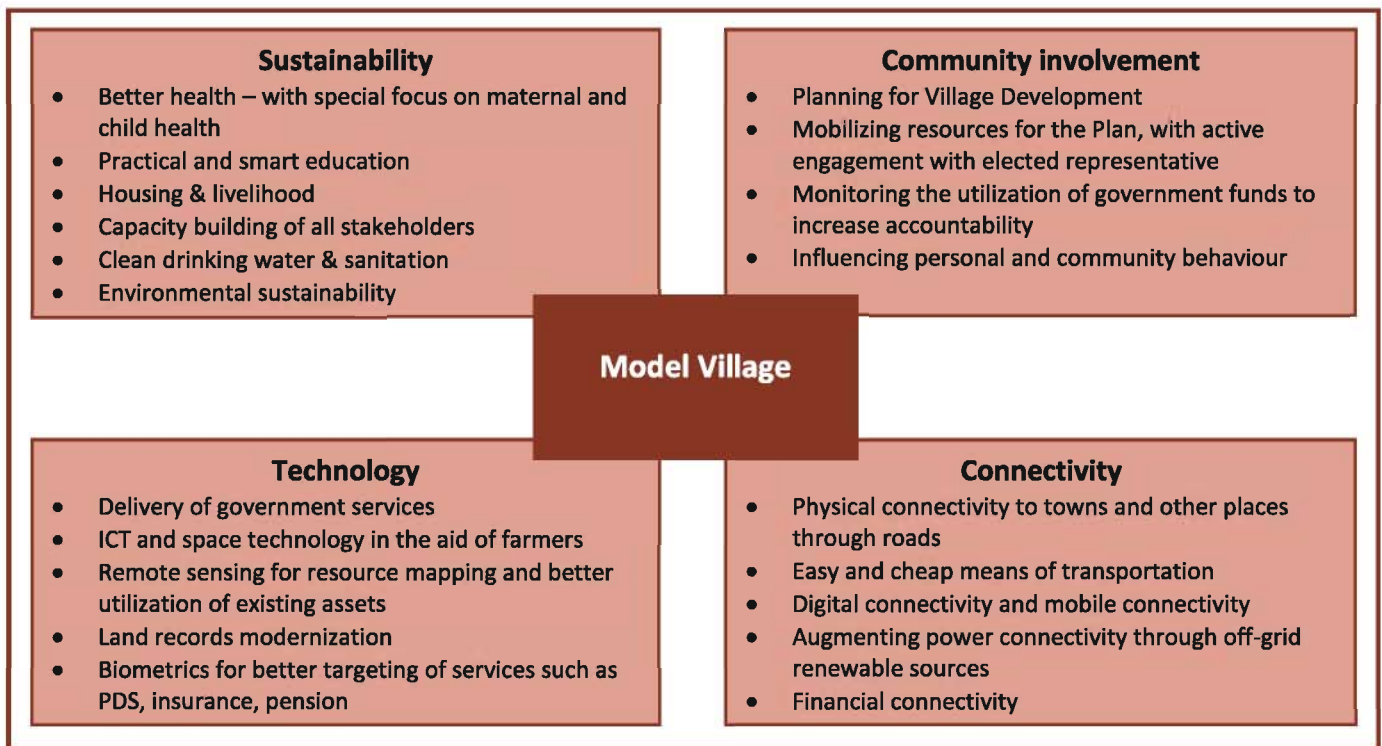 Sustainability
• Better health – with special focus on maternal and
child health
• Practical and smart education
• Housing & livelihood
• Capacity building of all stakeholders
• Clean drinking water & sanitation
• Environmental sustainability
Community involvement
• Planning for Village Development
• Mobilizing resources for the Plan, with active
engagement with elected representative
• Monitoring the utilization of government funds to
increase accountability
• Influencing personal and community behaviour
Model Village
Technology
• Delivery of government services
• ICT and space technology in the aid of farmers
• Remote sensing for resource mapping and better
utilization of existing assets
• Land records modernization
• Biometrics for better targeting of services such as
PDS, insurance, pension
Connectivity
• Physical connectivity to towns and other places
through roads
• Easy and cheap means of transportation
• Digital connectivity and mobile connectivity
• Augmenting power connectivity through off-grid
renewable sources
• Financial connectivity